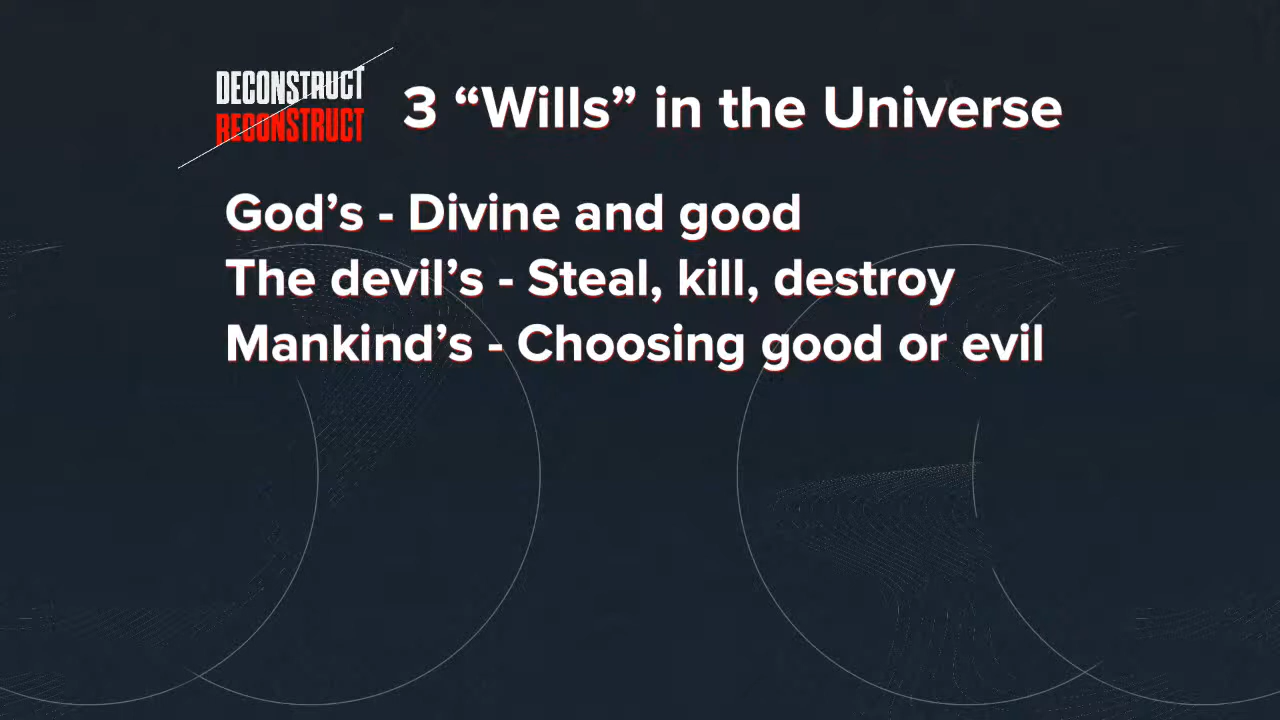 DECONSTRUCT
RECONSTRUCT
3 “Wills” in the Universe
God’s - Divine and good
The devil’s - Steal, kill, destroy
Mankind’s - Choosing good or evil